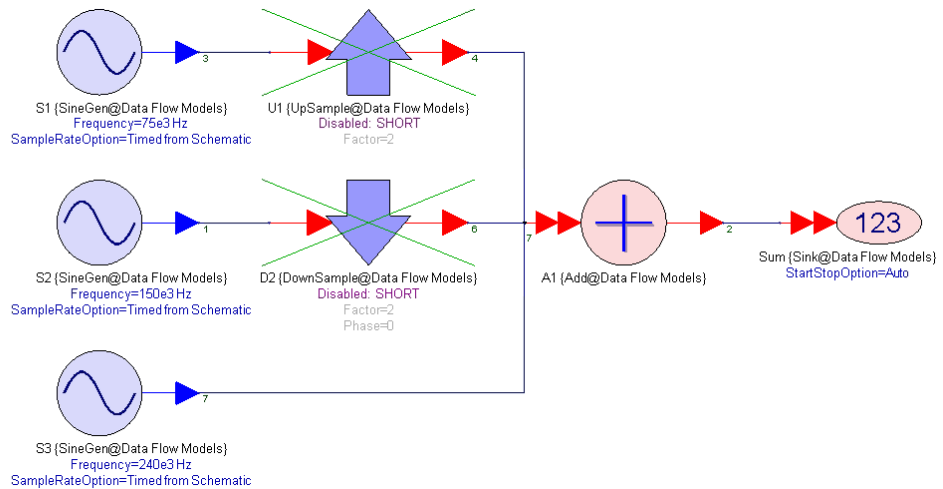 3
4
S1 {SineGen@Data Flow Models}
Frequency=75e3 Hz
SampleRateOption=Timed from Schematic
U1 {UpSample@Data Flow Models}
Disabled: SHORT
Factor=2
1
6
7
2
123
S2 {SineGen@Data Flow Models}
Frequency=150e3 Hz
SampleRateOption=Timed from Schematic
D2 {DownSample@Data Flow Models}
Disabled: SHORT
Factor=2
Phase=0
A1 {Add@Data Flow Models}
Sum {Sink@Data Flow Models}
StartStopOption=Auto
7
S3 {SineGen@Data Flow Models}
Frequency=240e3 Hz
SampleRateOption=Timed from Schematic